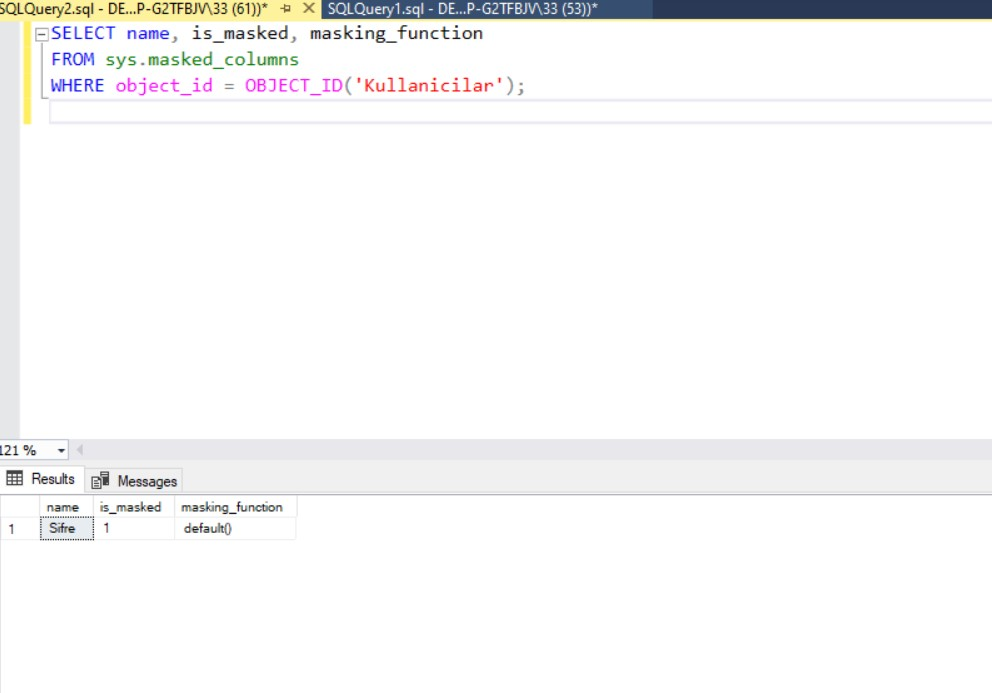 SQLQuery2.sql - DE...P-G2TFBJV\33 (61))* SQLQuery1.sql - DE...P-G2TFBJV\33 (53))*
SELECT name, is_masked, masking_function
FROM sys.masked_columns
WHERE object_id = OBJECT_ID('Kullanicilar');
121 %
Results Messages
name is_masked masking_function
1 Sifre 1 default()